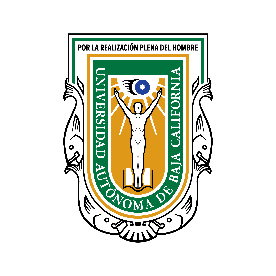 POR LA REALIZACIÓN PLENA DEL HOMBRE
UNIVERSIDAD AUTÓNOMA DE BAJA CALIFORNIA